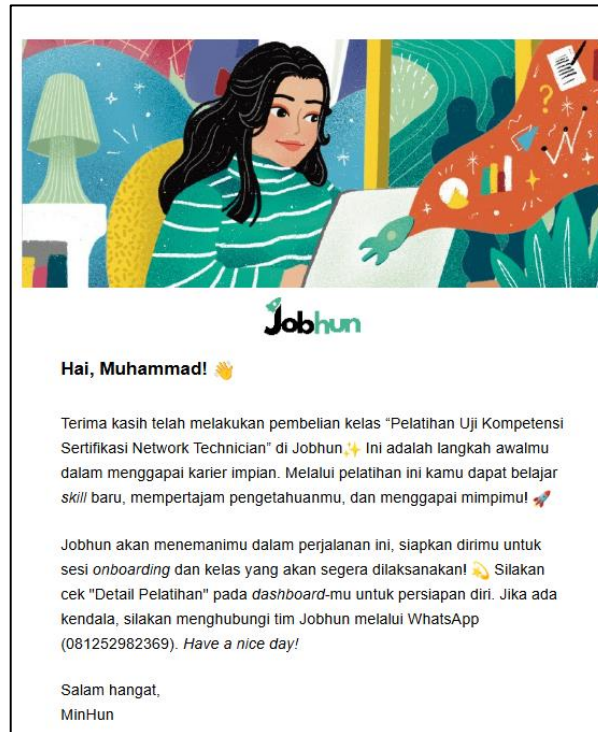 Jobhun
Hai, Muhammad! 👋
Terima kasih telah melakukan pembelian kelas “Pelatihan Uji Kompetensi
Sertifikasi Network Technician” di Jobhun✨ Ini adalah langkah awalmu
dalam menggapai karier impian. Melalui pelatihan ini kamu dapat belajar
skill baru, mempertajam pengetahuanmu, dan menggapai mimpimu! 🚀
Jobhun akan menemanimu dalam perjalanan ini, siapkan dirimu untuk
sesi onboarding dan kelas yang akan segera dilaksanakan! 💫 Silakan
cek "Detail Pelatihan" pada dashboard-mu untuk persiapan diri. Jika ada
kendala, silakan menghubungi tim Jobhun melalui WhatsApp
(081252982369). Have a nice day!
Salam hangat,
MinHun